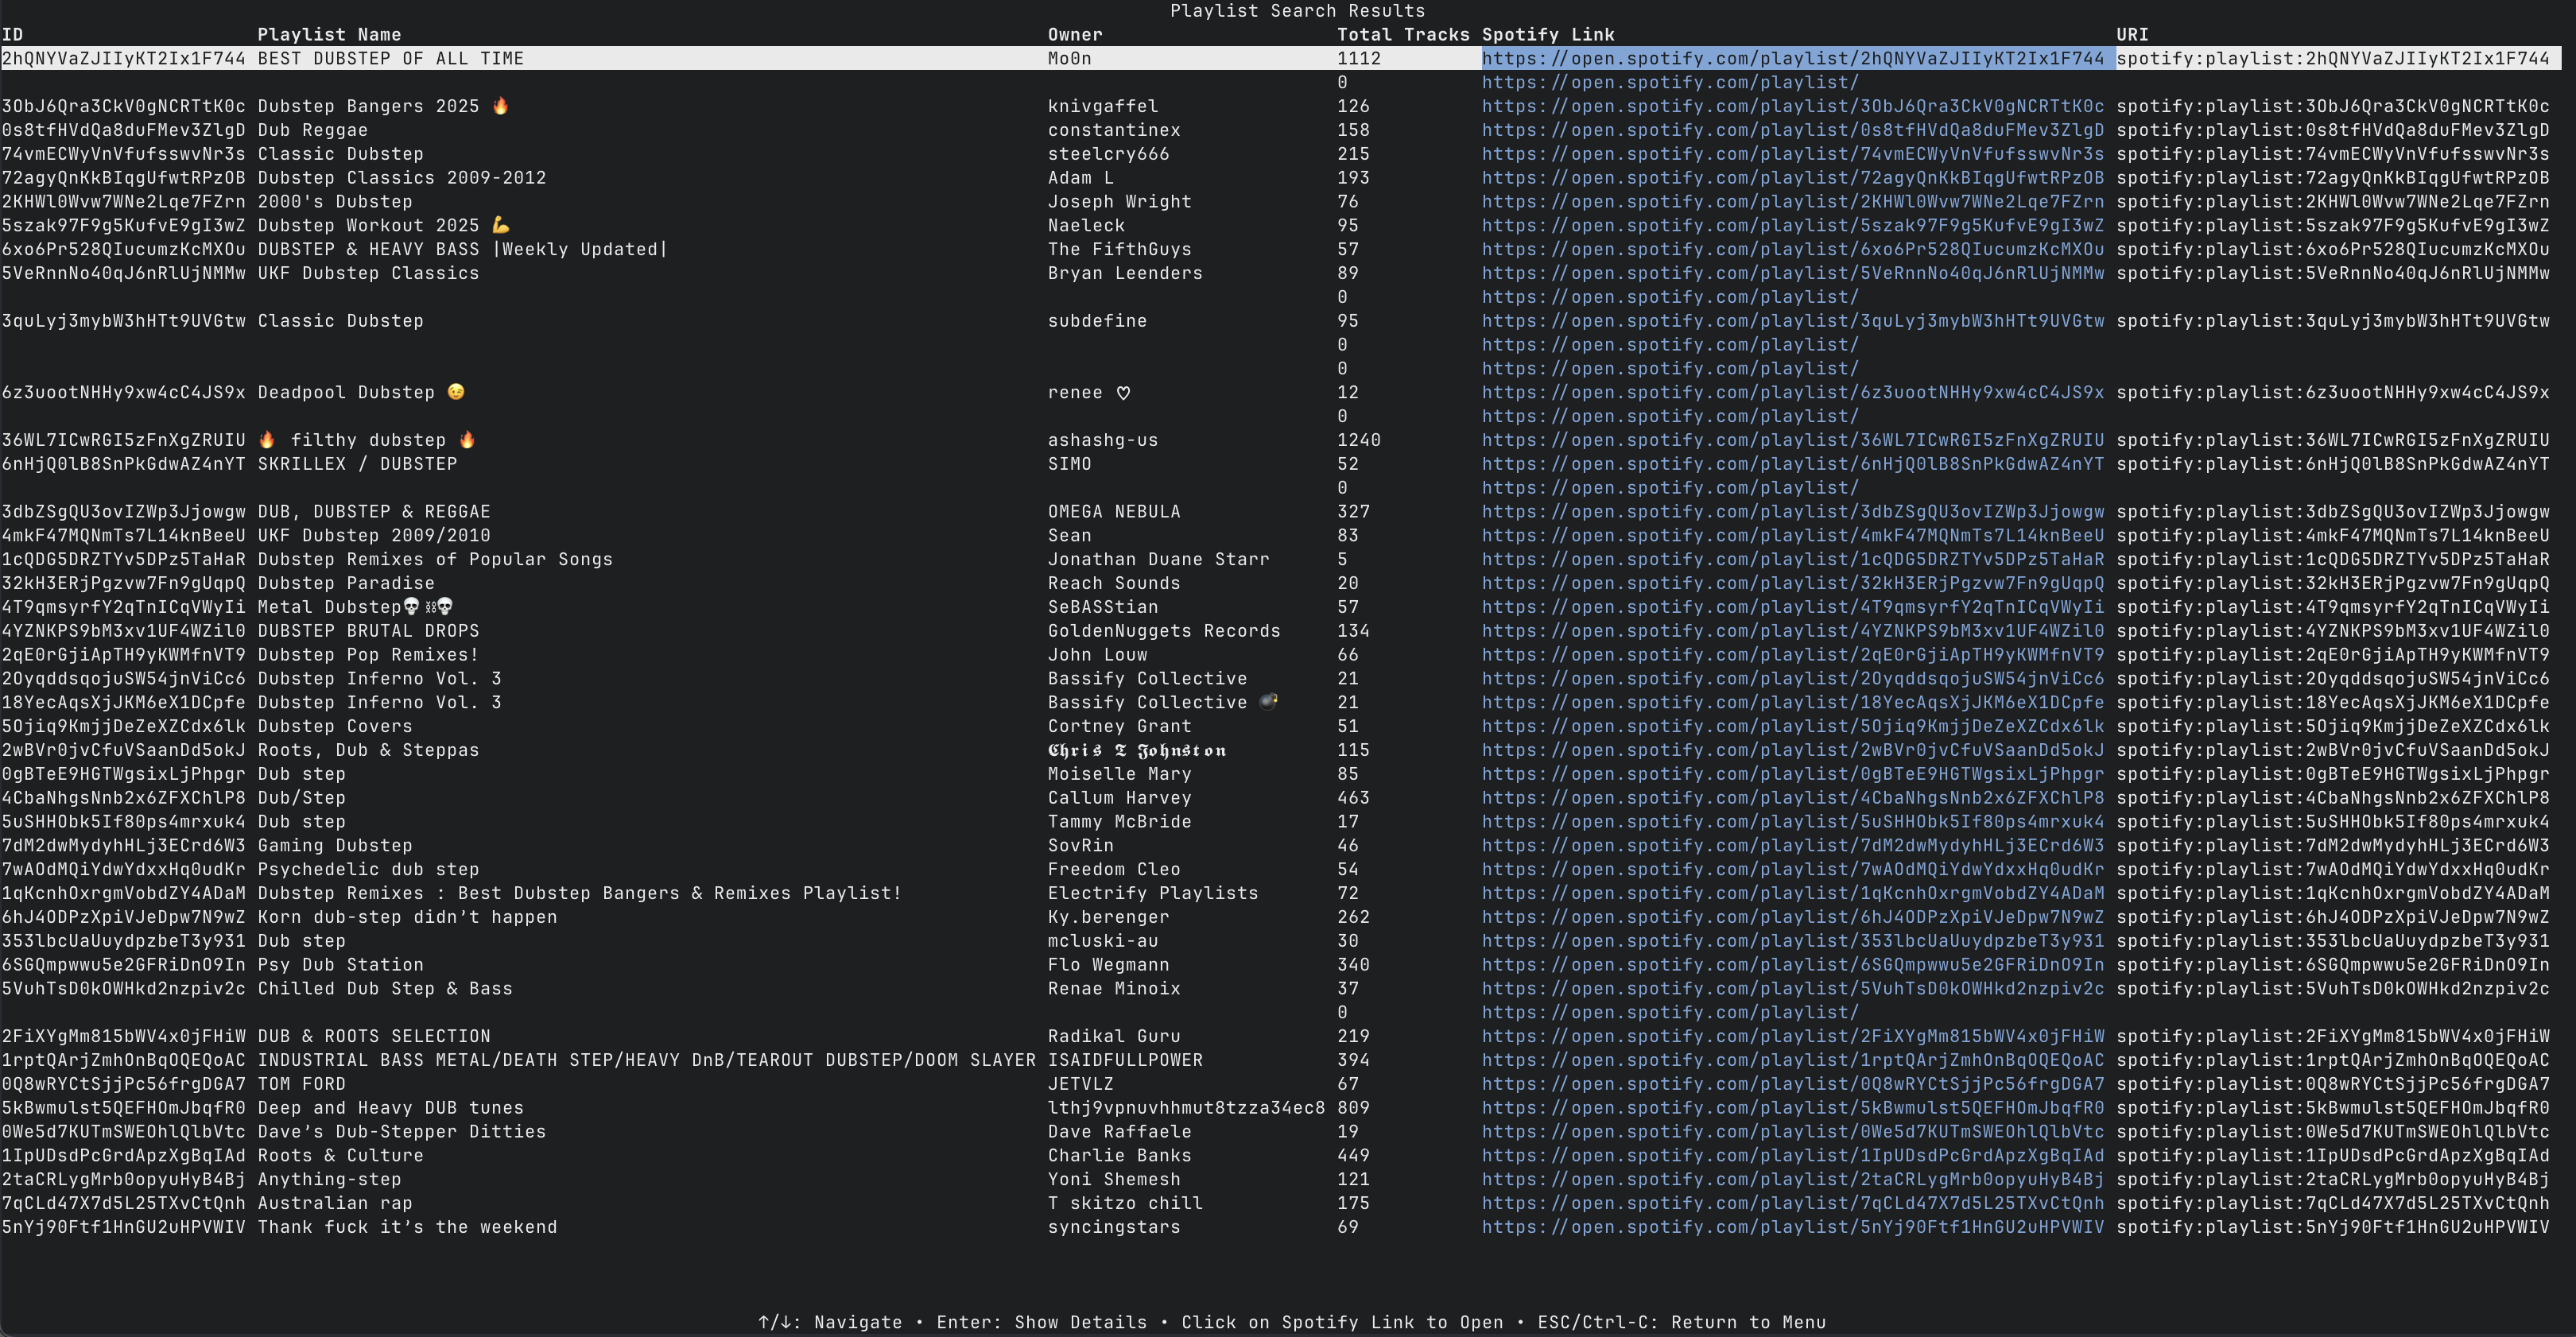 Playlist Search Results
ID Playlist Name Owner Total Tracks Spotify Link URI
2hQNYVaZJIIyKT2Ix1F744 BEST DUBSTEP OF ALL TIME Mo0n 1112 https://open.spotify.com/playlist/2hQNYVaZJIIyKT2Ix1F744 spotify:playlist:2hQNYVaZJIIyKT2Ix1F744
0 https://open.spotify.com/playlist/
3ObJ6Qra3CkV0gNCRTtK0c Dubstep Bangers 2025 🔥 knivgaffel 126 https://open.spotify.com/playlist/3ObJ6Qra3CkV0gNCRTtK0c spotify:playlist:3ObJ6Qra3CkV0gNCRTtK0c
0s8tfHVdQa8duFMev3ZlgD Dub Reggae constantinex 158 https://open.spotify.com/playlist/0s8tfHVdQa8duFMev3ZlgD spotify:playlist:0s8tfHVdQa8duFMev3ZlgD
74vmECWyVnVfufsswvNr3s Classic Dubstep steelcry666 215 https://open.spotify.com/playlist/74vmECWyVnVfufsswvNr3s spotify:playlist:74vmECWyVnVfufsswvNr3s
72agyQnKkBIqgUfwtRPzOB Dubstep Classics 2009-2012 Adam L 193 https://open.spotify.com/playlist/72agyQnKkBIqgUfwtRPzOB spotify:playlist:72agyQnKkBIqgUfwtRPzOB
2KHWl0Wvw7WNe2Lqe7FZrn 2000's Dubstep Joseph Wright 76 https://open.spotify.com/playlist/2KHWl0Wvw7WNe2Lqe7FZrn spotify:playlist:2KHWl0Wvw7WNe2Lqe7FZrn
5szak97F9g5KufvE9gI3wZ Dubstep Workout 2025 💪 Naeleck 95 https://open.spotify.com/playlist/5szak97F9g5KufvE9gI3wZ spotify:playlist:5szak97F9g5KufvE9gI3wZ
6xo6Pr528QIucumzKcMXOu DUBSTEP & HEAVY BASS |Weekly Updated| The FifthGuys 57 https://open.spotify.com/playlist/6xo6Pr528QIucumzKcMXOu spotify:playlist:6xo6Pr528QIucumzKcMXOu
5VeRnnNo40qJ6nRlUjNMMw UKF Dubstep Classics Bryan Leenders 89 https://open.spotify.com/playlist/5VeRnnNo40qJ6nRlUjNMMw spotify:playlist:5VeRnnNo40qJ6nRlUjNMMw
0 https://open.spotify.com/playlist/
3quLyj3mybW3hHTt9UVGtw Classic Dubstep subdefine 95 https://open.spotify.com/playlist/3quLyj3mybW3hHTt9UVGtw spotify:playlist:3quLyj3mybW3hHTt9UVGtw
0 https://open.spotify.com/playlist/
0 https://open.spotify.com/playlist/
6z3uootNHHy9xw4cC4JS9x Deadpool Dubstep 😉 renee ♡ 12 https://open.spotify.com/playlist/6z3uootNHHy9xw4cC4JS9x spotify:playlist:6z3uootNHHy9xw4cC4JS9x
0 https://open.spotify.com/playlist/
36WL7ICwRGI5zFnXgZRUIU 🔥 filthy dubstep 🔥 ashashg-us 1240 https://open.spotify.com/playlist/36WL7ICwRGI5zFnXgZRUIU spotify:playlist:36WL7ICwRGI5zFnXgZRUIU
6nHjQ0lB8SnPkGdwAZ4nYT SKRILLEX / DUBSTEP SIMO 52 https://open.spotify.com/playlist/6nHjQ0lB8SnPkGdwAZ4nYT spotify:playlist:6nHjQ0lB8SnPkGdwAZ4nYT
0 https://open.spotify.com/playlist/
3dbZSgQU3ovIZWp3Jjowgw DUB, DUBSTEP & REGGAE OMEGA NEBULA 327 https://open.spotify.com/playlist/3dbZSgQU3ovIZWp3Jjowgw spotify:playlist:3dbZSgQU3ovIZWp3Jjowgw
4mkF47MQNmTs7L14knBeeU UKF Dubstep 2009/2010 Sean 83 https://open.spotify.com/playlist/4mkF47MQNmTs7L14knBeeU spotify:playlist:4mkF47MQNmTs7L14knBeeU
1cQDG5DRZTYv5DPz5TaHaR Dubstep Remixes of Popular Songs Jonathan Duane Starr 5 https://open.spotify.com/playlist/1cQDG5DRZTYv5DPz5TaHaR spotify:playlist:1cQDG5DRZTYv5DPz5TaHaR
32kH3ERjPgzvw7Fn9gUqpQ Dubstep Paradise Reach Sounds 20 https://open.spotify.com/playlist/32kH3ERjPgzvw7Fn9gUqpQ spotify:playlist:32kH3ERjPgzvw7Fn9gUqpQ
4T9qmsyrfY2qTnICqVWyIi Metal Dubstep💀⛓💀 SeBASStian 57 https://open.spotify.com/playlist/4T9qmsyrfY2qTnICqVWyIi spotify:playlist:4T9qmsyrfY2qTnICqVWyIi
4YZNKPS9bM3xv1UF4WZil0 DUBSTEP BRUTAL DROPS GoldenNuggets Records 134 https://open.spotify.com/playlist/4YZNKPS9bM3xv1UF4WZil0 spotify:playlist:4YZNKPS9bM3xv1UF4WZil0
2qE0rGjiApTH9yKWMfnVT9 Dubstep Pop Remixes! John Louw 66 https://open.spotify.com/playlist/2qE0rGjiApTH9yKWMfnVT9 spotify:playlist:2qE0rGjiApTH9yKWMfnVT9
2OyqddsqojuSW54jnViCc6 Dubstep Inferno Vol. 3 Bassify Collective 21 https://open.spotify.com/playlist/2OyqddsqojuSW54jnViCc6 spotify:playlist:2OyqddsqojuSW54jnViCc6
18YecAqsXjJKM6eX1DCpfe Dubstep Inferno Vol. 3 Bassify Collective 💣 21 https://open.spotify.com/playlist/18YecAqsXjJKM6eX1DCpfe spotify:playlist:18YecAqsXjJKM6eX1DCpfe
5Ojiq9KmjjDeZeXZCdx6lk Dubstep Covers Cortney Grant 51 https://open.spotify.com/playlist/5Ojiq9KmjjDeZeXZCdx6lk spotify:playlist:5Ojiq9KmjjDeZeXZCdx6lk
2wBVr0jvCfuVSaanDd5okJ Roots, Dub & Steppas 𝕮𝖍𝖗𝖎𝖘 𝕿 𝕵𝖔𝖍𝖓𝖘𝖙𝖔𝖓 115 https://open.spotify.com/playlist/2wBVr0jvCfuVSaanDd5okJ spotify:playlist:2wBVr0jvCfuVSaanDd5okJ
0gBTeE9HGTWgsixLjPhpgr Dub step Moiselle Mary 85 https://open.spotify.com/playlist/0gBTeE9HGTWgsixLjPhpgr spotify:playlist:0gBTeE9HGTWgsixLjPhpgr
4CbaNhgsNnb2x6ZFXChlP8 Dub/Step Callum Harvey 463 https://open.spotify.com/playlist/4CbaNhgsNnb2x6ZFXChlP8 spotify:playlist:4CbaNhgsNnb2x6ZFXChlP8
5uSHHObk5If80ps4mrxuk4 Dub step Tammy McBride 17 https://open.spotify.com/playlist/5uSHHObk5If80ps4mrxuk4 spotify:playlist:5uSHHObk5If80ps4mrxuk4
7dM2dwMydyhHLj3ECrd6W3 Gaming Dubstep SovRin 46 https://open.spotify.com/playlist/7dM2dwMydyhHLj3ECrd6W3 spotify:playlist:7dM2dwMydyhHLj3ECrd6W3
7wAOdMQiYdwYdxxHq0udKr Psychedelic dub step Freedom Cleo 54 https://open.spotify.com/playlist/7wAOdMQiYdwYdxxHq0udKr spotify:playlist:7wAOdMQiYdwYdxxHq0udKr
1qKcnhOxrgmVobdZY4ADaM Dubstep Remixes : Best Dubstep Bangers & Remixes Playlist! Electrify Playlists 72 https://open.spotify.com/playlist/1qKcnhOxrgmVobdZY4ADaM spotify:playlist:1qKcnhOxrgmVobdZY4ADaM
6hJ4ODPzXpiVJeDpw7N9wZ Korn dub-step didn’t happen Ky.berenger 262 https://open.spotify.com/playlist/6hJ4ODPzXpiVJeDpw7N9wZ spotify:playlist:6hJ4ODPzXpiVJeDpw7N9wZ
353lbcUaUuydpzbeT3y931 Dub step mcluski-au 30 https://open.spotify.com/playlist/353lbcUaUuydpzbeT3y931 spotify:playlist:353lbcUaUuydpzbeT3y931
6SGQmpwwu5e2GFRiDnO9In Psy Dub Station Flo Wegmann 340 https://open.spotify.com/playlist/6SGQmpwwu5e2GFRiDnO9In spotify:playlist:6SGQmpwwu5e2GFRiDnO9In
5VuhTsD0kOWHkd2nzpiv2c Chilled Dub Step & Bass Renae Minoix 37 https://open.spotify.com/playlist/5VuhTsD0kOWHkd2nzpiv2c spotify:playlist:5VuhTsD0kOWHkd2nzpiv2c
0 https://open.spotify.com/playlist/
2FiXYgMm815bWV4x0jFHiW DUB & ROOTS SELECTION Radikal Guru 219 https://open.spotify.com/playlist/2FiXYgMm815bWV4x0jFHiW spotify:playlist:2FiXYgMm815bWV4x0jFHiW
1rptQArjZmhOnBqOQEQoAC INDUSTRIAL BASS METAL/DEATH STEP/HEAVY DnB/TEAROUT DUBSTEP/DOOM SLAYER ISAIDFULLPOWER 394 https://open.spotify.com/playlist/1rptQArjZmhOnBqOQEQoAC spotify:playlist:1rptQArjZmhOnBqOQEQoAC
0Q8wRYCtSjjPc56frgDGA7 TOM FORD JETVLZ 67 https://open.spotify.com/playlist/0Q8wRYCtSjjPc56frgDGA7 spotify:playlist:0Q8wRYCtSjjPc56frgDGA7
5kBwmulst5QEFHOmJbqfR0 Deep and Heavy DUB tunes lthj9vpnuvhhmut8tzza34ec8 809 https://open.spotify.com/playlist/5kBwmulst5QEFHOmJbqfR0 spotify:playlist:5kBwmulst5QEFHOmJbqfR0
0We5d7KUTmSWEOhlQlbVtc Dave’s Dub-Stepper Ditties Dave Raffaele 19 https://open.spotify.com/playlist/0We5d7KUTmSWEOhlQlbVtc spotify:playlist:0We5d7KUTmSWEOhlQlbVtc
1IpUDsdPcGrdApzXgBqIAd Roots & Culture Charlie Banks 449 https://open.spotify.com/playlist/1IpUDsdPcGrdApzXgBqIAd spotify:playlist:1IpUDsdPcGrdApzXgBqIAd
2taCRLygMrb0opyuHyB4Bj Anything-step Yoni Shemesh 121 https://open.spotify.com/playlist/2taCRLygMrb0opyuHyB4Bj spotify:playlist:2taCRLygMrb0opyuHyB4Bj
7qCLd47X7d5L25TXvCtQnh Australian rap T skitzo chill 175 https://open.spotify.com/playlist/7qCLd47X7d5L25TXvCtQnh spotify:playlist:7qCLd47X7d5L25TXvCtQnh
5nYj90Ftf1HnGU2uHPVWIV Thank fuck it’s the weekend syncingstars 69 https://open.spotify.com/playlist/5nYj90Ftf1HnGU2uHPVWIV spotify:playlist:5nYj90Ftf1HnGU2uHPVWIV
↑/↓: Navigate • Enter: Show Details • Click on Spotify Link to Open • ESC/Ctrl-C: Return to Menu